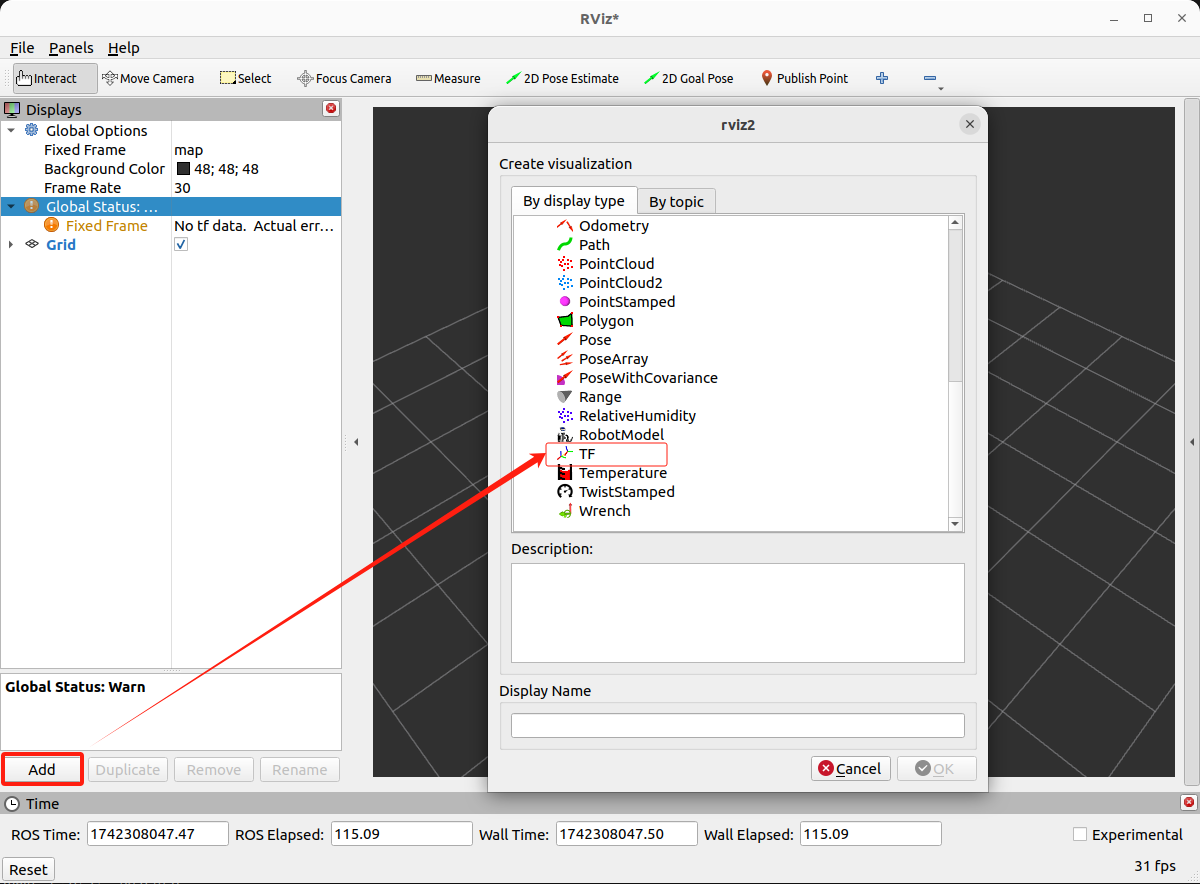 RViz*
File Panels Help
Interact Move Camera Select Focus Camera Measure 2D Pose Estimate 2D Goal Pose Publish Point
Displays
Global Options
Fixed Frame map
Background Color 48; 48; 48
Frame Rate 30
Global Status: ...
Fixed Frame No tf data. Actual err...
Grid
Global Status: Warn
Add Duplicate Remove Rename
rviz2
Create visualization
By display type By topic
Odometry
Path
PointCloud
PointCloud2
PointStamped
Polygon
Pose
PoseArray
PoseWithCovariance
Range
RelativeHumidity
RobotModel
TF
Temperature
TwistStamped
Wrench
Description:
Display Name
Cancel OK
Time
ROS Time: 1742308047.47 ROS Elapsed: 115.09 Wall Time: 1742308047.50 Wall Elapsed: 115.09 Experimental
Reset 31 fps